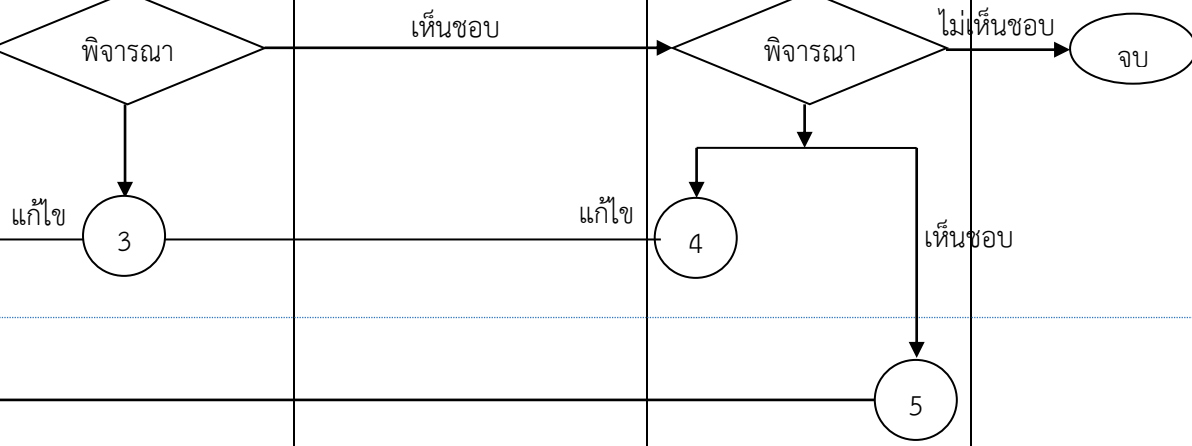 เห็นชอบ
ไม่เห็นชอบ
พิจารณา
พิจารณา
จบ
แก้ไข
3
แก้ไข
4
เห็นชอบ
5